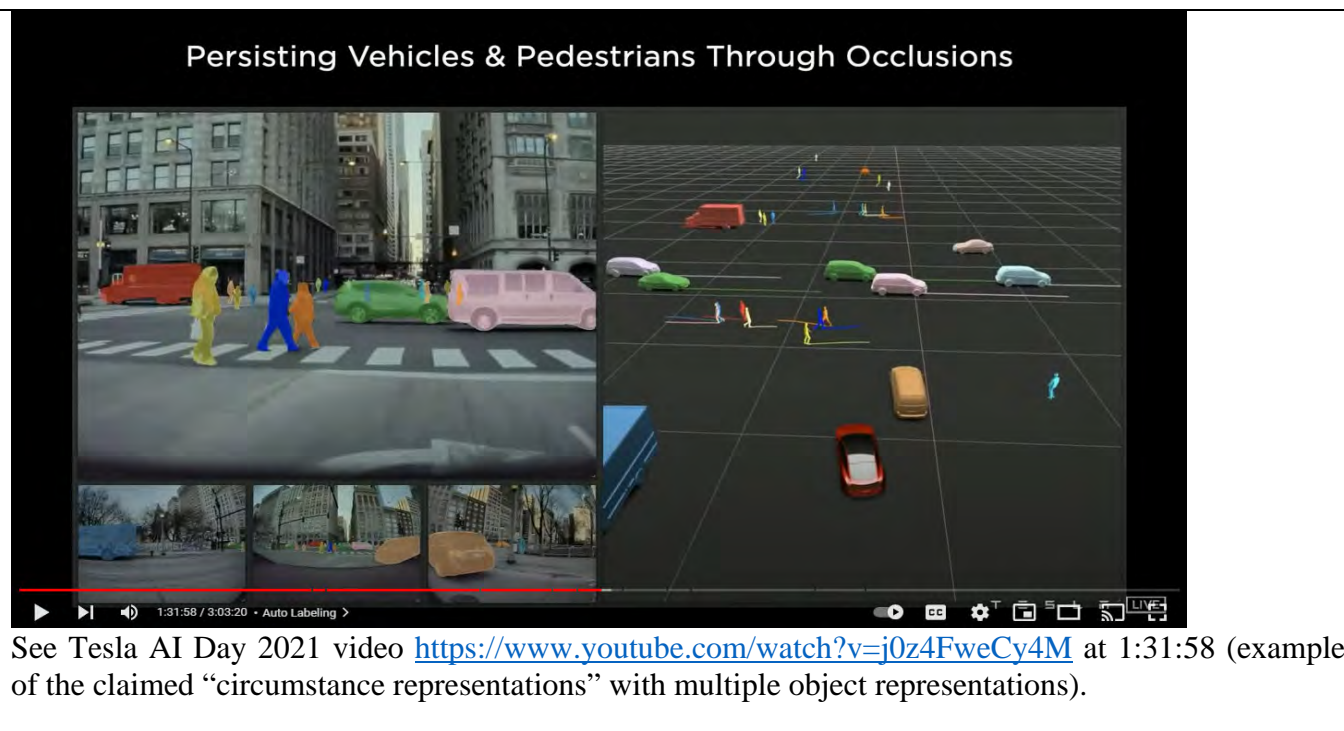 Persisting Vehicles & Pedestrians Through Occlusions
1:31:58 / 3:03:20 • Auto Labeling >
CC
T E S L A LIVE
See Tesla AI Day 2021 video https://www.youtube.com/watch?v=j0z4FweCy4M at 1:31:58 (example
of the claimed “circumstance representations” with multiple object representations).